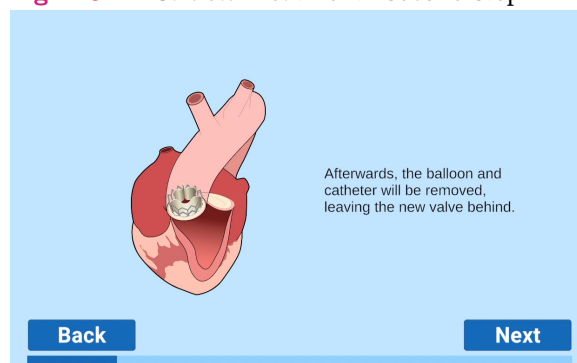 Afterwards, the balloon and
catheter will be removed,
leaving the new valve behind.
Back
Next